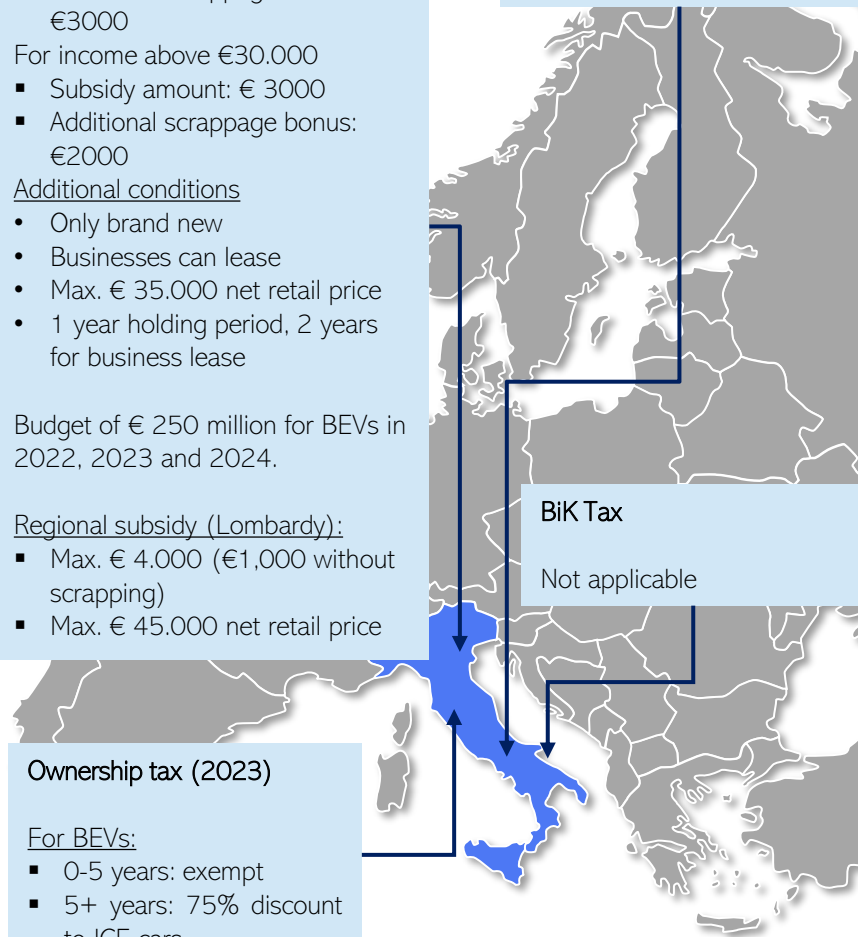 €3000
For income above €30.000
▪ Subsidy amount: € 3000
▪ Additional scrappage bonus:
€2000
Additional conditions
• Only brand new
• Businesses can lease
• Max. € 35.000 net retail price
• 1 year holding period, 2 years
for business lease
Budget of € 250 million for BEVs in
2022, 2023 and 2024.
Regional subsidy (Lombardy):
▪ Max. € 4.000 (€1,000 without
scrapping)
▪ Max. € 45.000 net retail price
BiK Tax
Not applicable
Ownership tax (2023)
For BEVs:
▪ 0-5 years: exempt
▪ 5+ years: 75% discount
to ICE cars